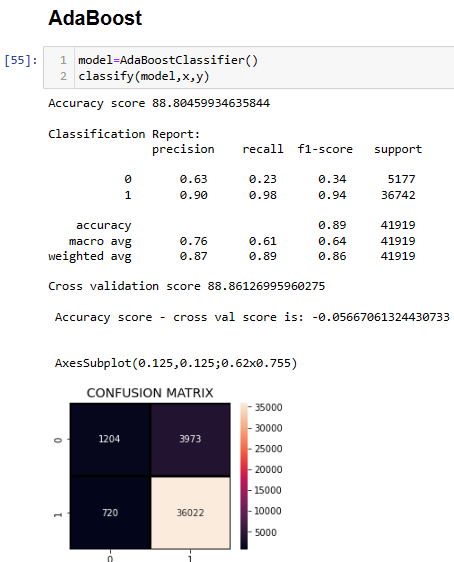 AdaBoost
[55]:
1 model=AdaBoostClassifier()
2 classify(model,x,y)
Accuracy score 88.80459934635844
Classification Report:
precision recall f1-score support
0 0.63 0.23 0.34 5177
1 0.90 0.98 0.94 36742
accuracy 0.89 41919
macro avg 0.76 0.61 0.64 41919
weighted avg 0.87 0.89 0.86 41919
Cross validation score 88.86126995960275
Accuracy score - cross val score is: -0.05667061324430733
AxesSubplot(0.125,0.125;0.62x0.755)
CONFUSION MATRIX
35000
0 1204 3973 30000
25000
20000
15000
1 720 36022 10000
5000
0 1